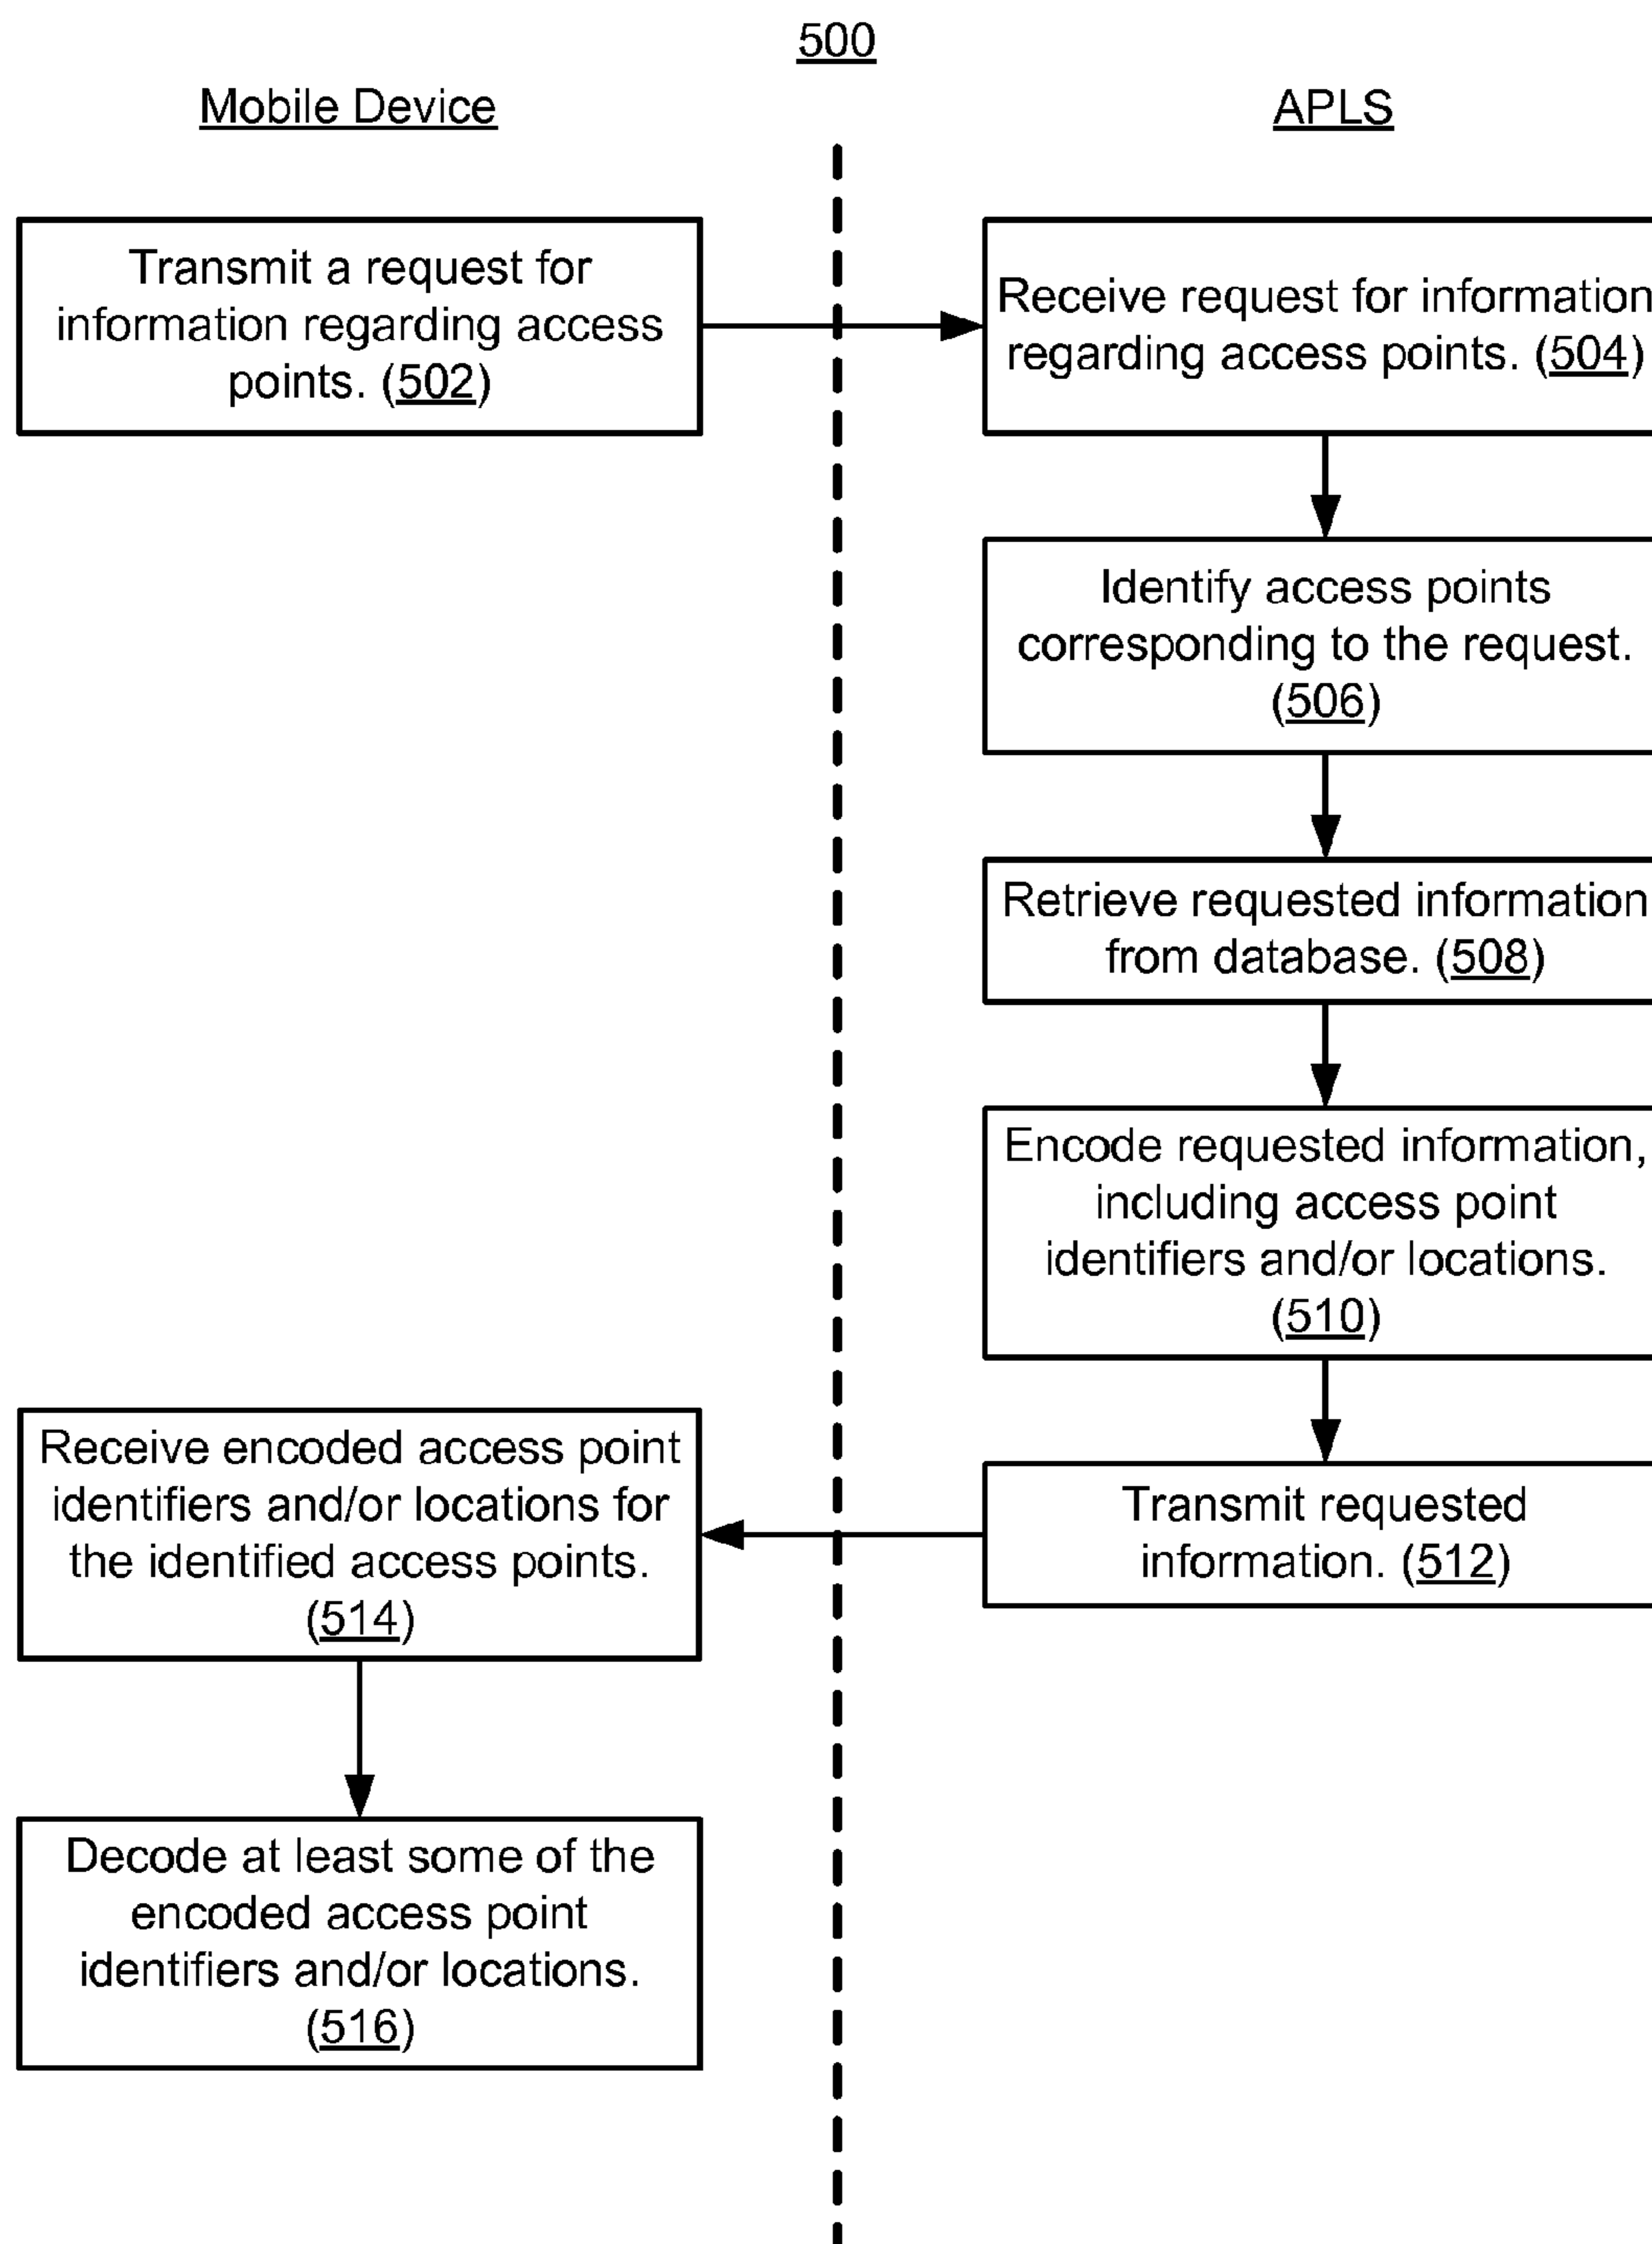 500
Mobile Device
APLS
Transmit a request for
information regarding access
points. (502)
Receive request for information
regarding access points. (504)
Identify access points
corresponding to the request.
(506)
Retrieve requested information
from database. (508)
Encode requested information,
including access point
identifiers and/or locations.
(510)
Transmit requested
information. (512)
Receive encoded access point
identifiers and/or locations for
the identified access points.
(514)
Decode at least some of the
encoded access point
identifiers and/or locations.
(516)